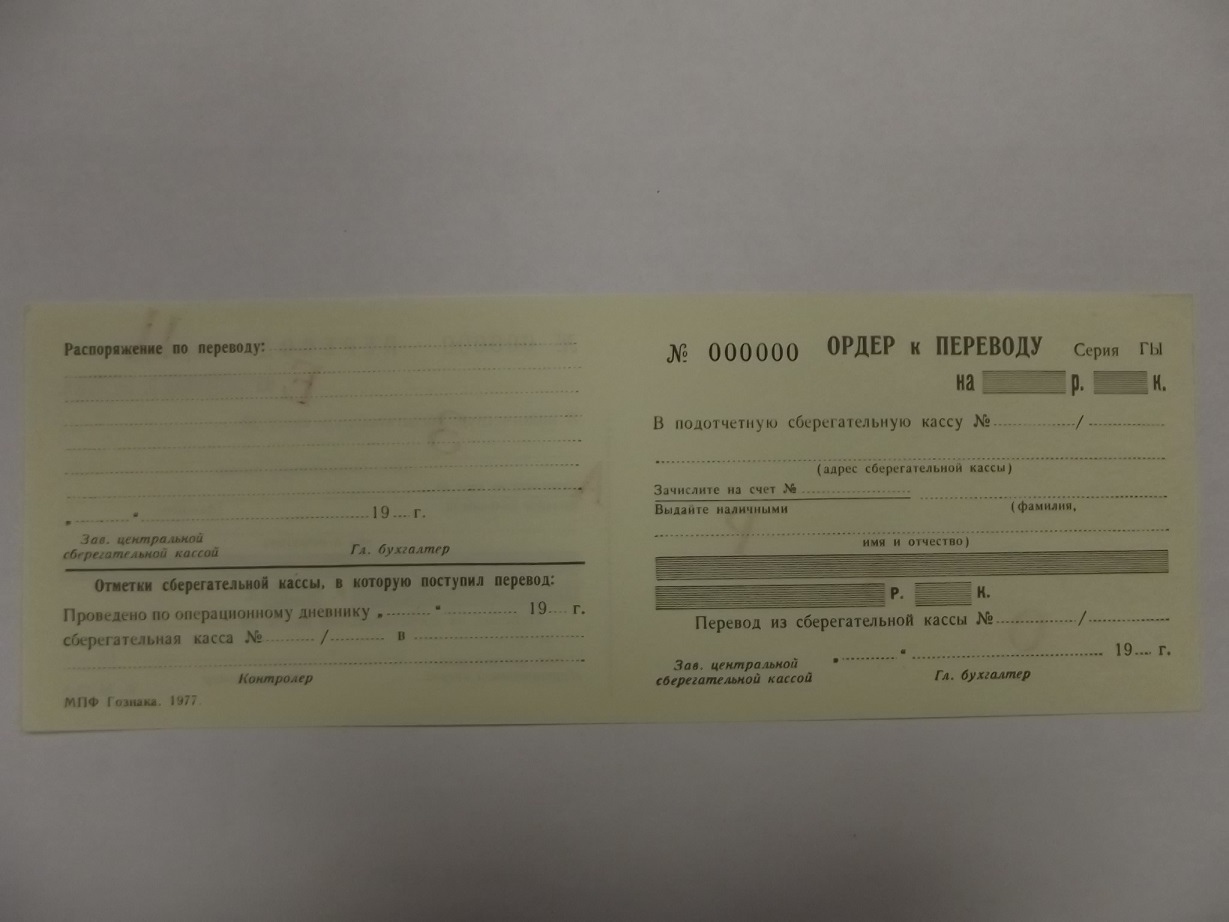 Распоряжение по переводу:
„ “ 19 г.
Зав. центральной
сберегательной кассой
Гл. бухгалтер
Отметки сберегательной кассы, в которую поступил перевод:
Проведено по операционному дневнику „ “ 19 г.
сберегательная касса № / в
Контролер
МПФ Гознака. 1977.
№ 000000 ОРДЕР к ПЕРЕВОДУ Серия ГЫ
на р. к.
В подотчетную сберегательную кассу № /
(адрес сберегательной кассы)
Зачислите на счет №
Выдайте наличными (фамилия,
имя и отчество)
Р. К.
Перевод из сберегательной кассы № /
„ “ 19 г.
Зав. центральной
сберегательной кассой
Гл. бухгалтер